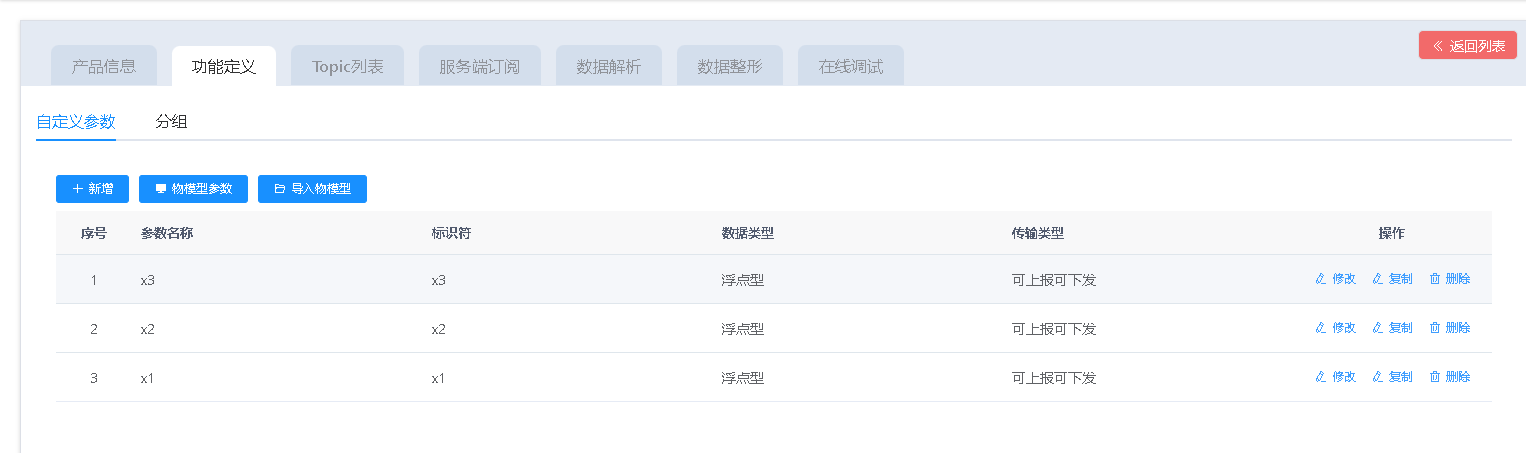 « 返回列表
产品信息 功能定义 Topic列表 服务端订阅 数据解析 数据整形 在线调试
自定义参数 分组
+ 新增 物模型参数 导入物模型
序号 参数名称 标识符 数据类型 传输类型 操作
1 x3 x3 浮点型 可上报可下发 修改 复制 删除
2 x2 x2 浮点型 可上报可下发 修改 复制 删除
3 x1 x1 浮点型 可上报可下发 修改 复制 删除